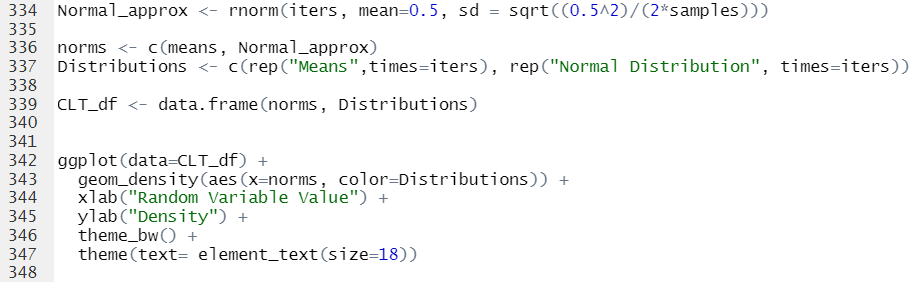 334 Normal_approx <- rnorm(iters, mean=0.5, sd = sqrt((0.5^2)/(2*samples)))
335
336 norms <- c(means, Normal_approx)
337 Distributions <- c(rep("Means",times=iters), rep("Normal Distribution", times=iters))
338
339 CLT_df <- data.frame(norms, Distributions)
340
341
342 ggplot(data=CLT_df) +
343   geom_density(aes(x=norms, color=Distributions)) +
344   xlab("Random Variable Value") +
345   ylab("Density") +
346   theme_bw() +
347   theme(text= element_text(size=18))
348